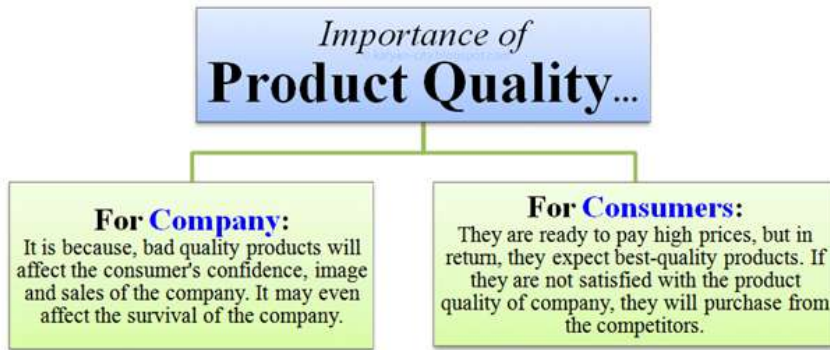 Importance of
Product Quality...
For Company:
It is because, bad quality products will
affect the consumer's confidence, image
and sales of the company. It may even
affect the survival of the company.
For Consumers:
They are ready to pay high prices, but in
return, they expect best-quality products. If
they are not satisfied with the product
quality of company, they will purchase from
the competitors.